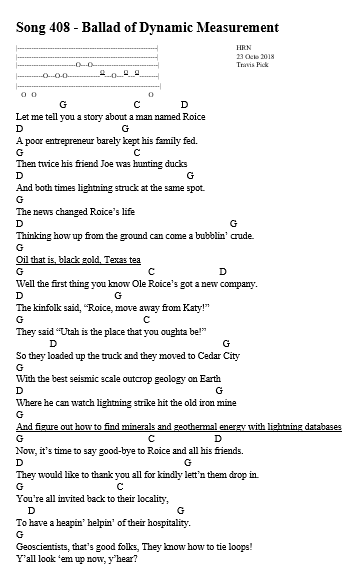 Song 408 - Ballad of Dynamic Measurement
HRN
23 Octo 2018
Travis Pick
|--------------------------------------------------|
|--------------------------------------------------|
|---------------------o---o------------------------|
|----------o---o-o------------o---o---o--o---------|
|--------------------------------------------------|
o o o
G C D
Let me tell you a story about a man named Roice
D G
A poor entrepreneur barely kept his family fed.
G C
Then twice his friend Joe was hunting ducks
D G
And both times lightning struck at the same spot.
G
The news changed Roice's life
D G
Thinking how up from the ground can come a bubblin' crude.
G
Oil that is, black gold, Texas tea
G C D
Well the first thing you know Ole Roice's got a new company.
D G
The kinfolk said, "Roice, move away from Katy!"
G C
They said "Utah is the place that you oughta be!"
D G
So they loaded up the truck and they moved to Cedar City
G
With the best seismic scale outcrop geology on Earth
D G
Where he can watch lightning strike hit the old iron mine
G
And figure out how to find minerals and geothermal energy with lightning databases
G C D
Now, it's time to say good-bye to Roice and all his friends.
D G
They would like to thank you all for kindly lett'n them drop in.
G C
You're all invited back to their locality,
D G
To have a heapin' helpin' of their hospitality.
G
Geoscientists, that's good folks, They know how to tie loops!
Y'all look 'em up now, y'hear?